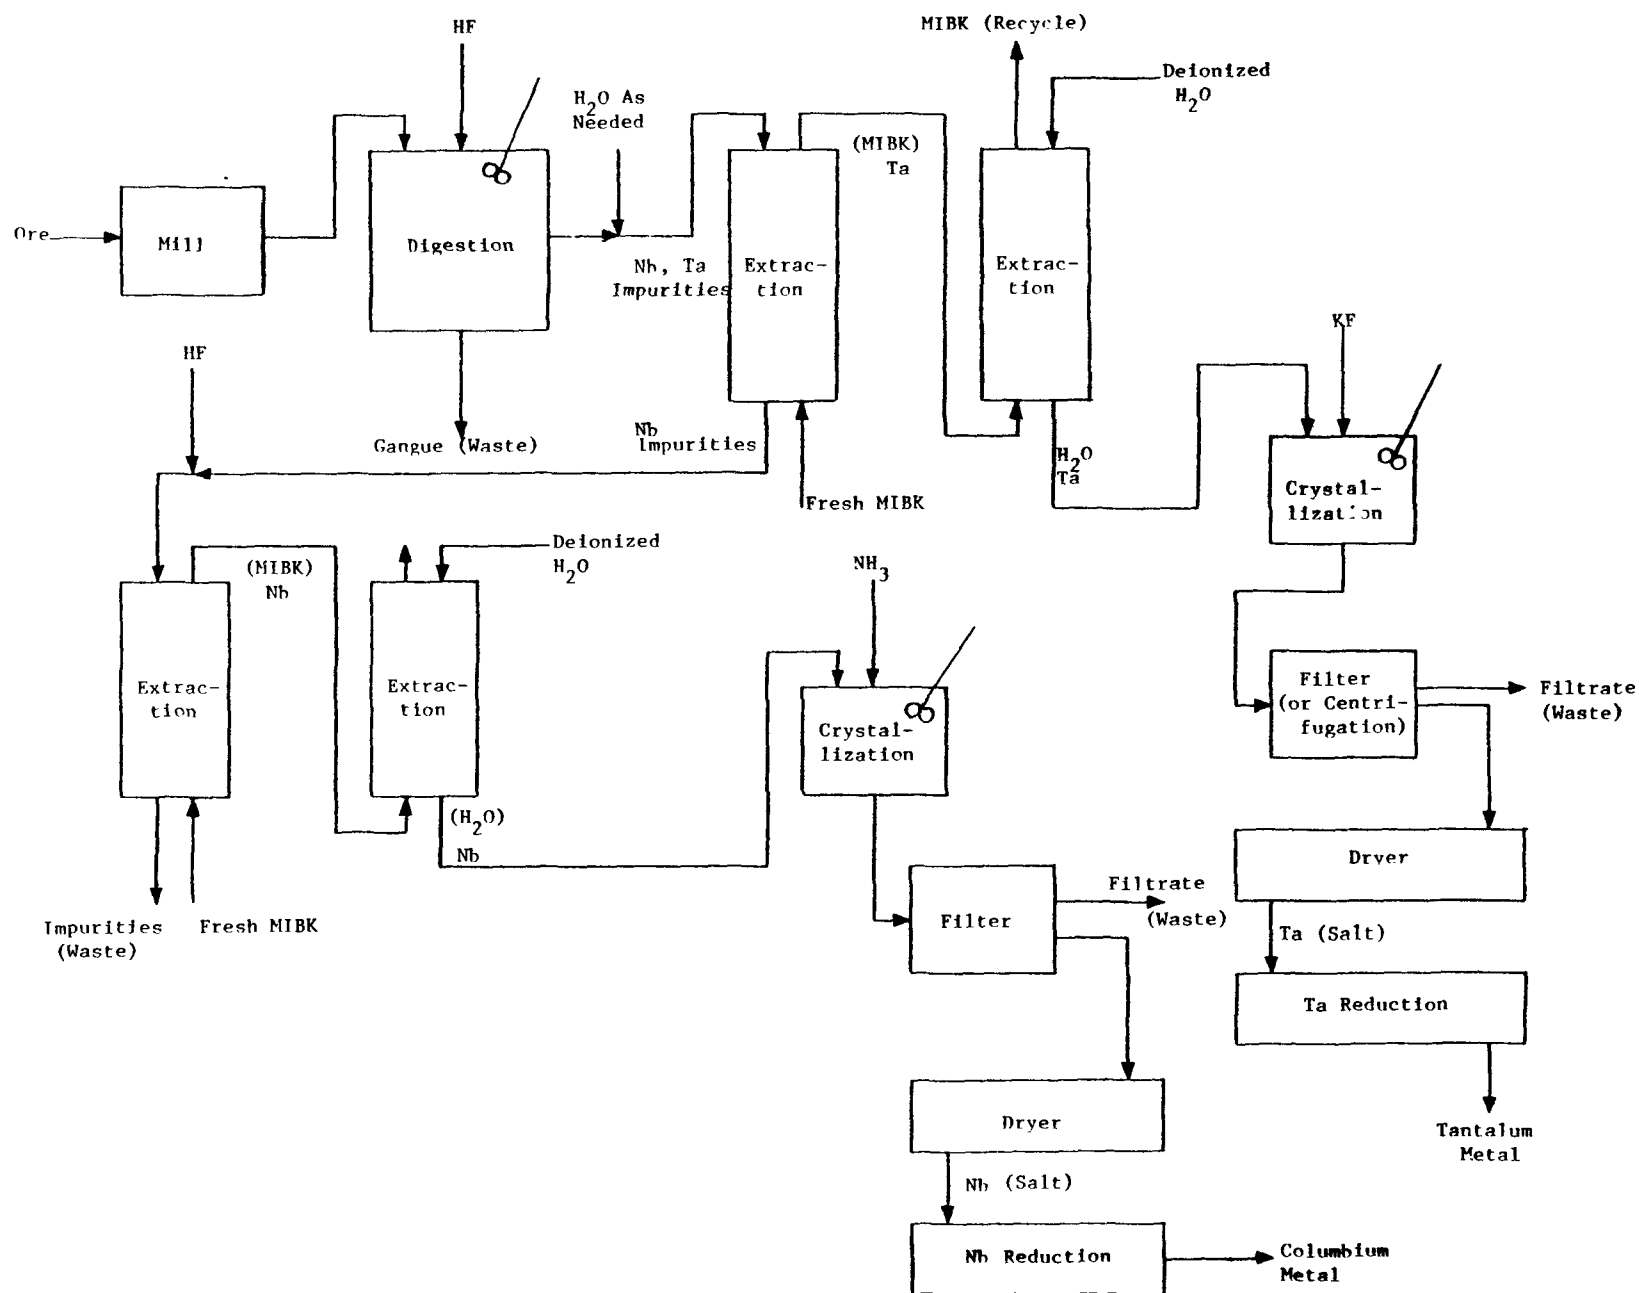 HF
MIBK (Recycle)
Deionized
H2O
H2O As
Needed
(MIBK)
Ta
Ore
Mill
Digestion
Nb, Ta
Impurities
Extrac-
tion
Extrac-
tion
HF
KF
Gangue (Waste)
Nb
Impurities
H2O
Ta
Fresh MIBK
Crystal-
lization
Deionized
H2O
(MIBK)
Nb
NH3
Extrac-
tion
Extrac-
tion
Filter
(or Centri-
fugation)
Filtrate
(Waste)
Crystal-
lization
(H2O)
Nb
Dryer
Filtrate
(Waste)
Filter
Impurities
(Waste)
Fresh MIBK
Ta (Salt)
Ta Reduction
Dryer
Tantalum
Metal
Nb (Salt)
Nb Reduction
Columbium
Metal